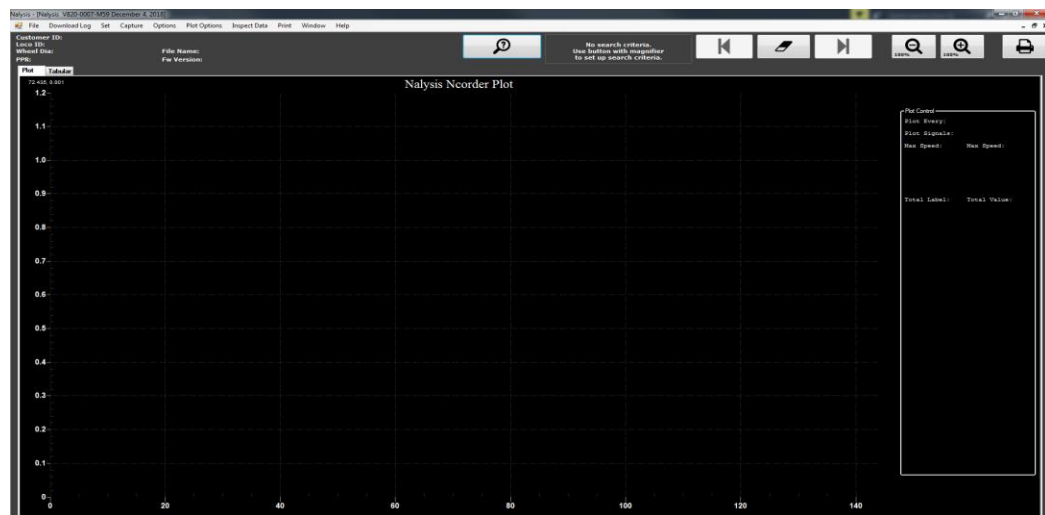 Nalysis - [Nalysis V820-0007-M59 December 4, 2018]
File Download Log Set Capture Options Plot Options Inspect Data Print Window Help
Customer ID:
Loco ID:
Wheel Dia: File Name:
PPR: Fw Version:
No search criteria.
Use button with magnifier
to set up search criteria.
100% 100%
Plot Tabular
72.435, 0.801
Nalysis Ncorder Plot
1.2
1.1
1.0
0.9
0.8
0.7
0.6
0.5
0.4
0.3
0.2
0.1
0
0 20 40 60 80 100 120 140
Plot Control
Plot Every:
Plot Signals:
Max Speed: Max Speed:
Total Label: Total Value: